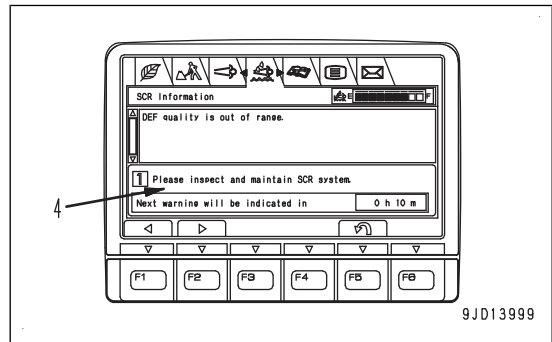 SCR Information
E F
DEF quality is out of range.
1 Please inspect and maintain SCR system.
4
Next warning will be indicated in 0 h 10 m
F1 F2 F3 F4 F5 F6
9JD13999